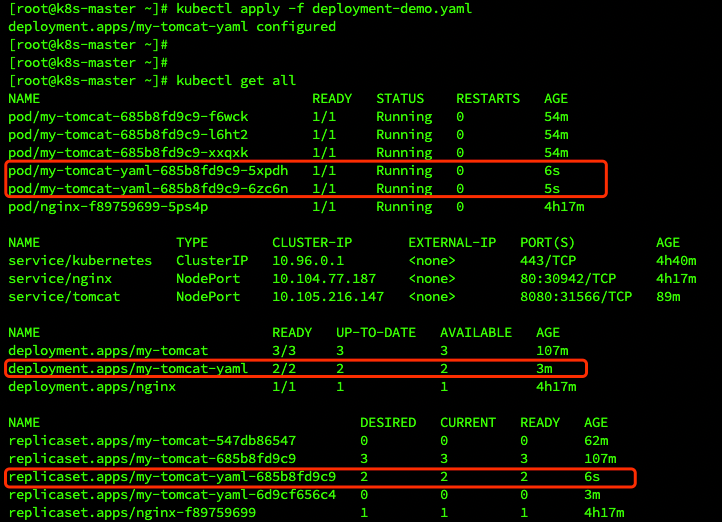 [root@k8s-master ~]# kubectl apply -f deployment-demo.yaml
deployment.apps/my-tomcat-yaml configured
[root@k8s-master ~]#
[root@k8s-master ~]#
[root@k8s-master ~]# kubectl get all
NAME READY STATUS RESTARTS AGE
pod/my-tomcat-685b8fd9c9-f6wck 1/1 Running 0 54m
pod/my-tomcat-685b8fd9c9-l6ht2 1/1 Running 0 54m
pod/my-tomcat-685b8fd9c9-xxqxk 1/1 Running 0 54m
pod/my-tomcat-yaml-685b8fd9c9-5xpdh 1/1 Running 0 6s
pod/my-tomcat-yaml-685b8fd9c9-6zc6n 1/1 Running 0 5s
pod/nginx-f89759699-5ps4p 1/1 Running 0 4h17m
NAME TYPE CLUSTER-IP EXTERNAL-IP PORT(S) AGE
service/kubernetes ClusterIP 10.96.0.1 <none> 443/TCP 4h40m
service/nginx NodePort 10.104.77.187 <none> 80:30942/TCP 4h17m
service/tomcat NodePort 10.105.216.147 <none> 8080:31566/TCP 89m
NAME READY UP-TO-DATE AVAILABLE AGE
deployment.apps/my-tomcat 3/3 3 3 107m
deployment.apps/my-tomcat-yaml 2/2 2 2 3m
deployment.apps/nginx 1/1 1 1 4h17m
NAME DESIRED CURRENT READY AGE
replicaset.apps/my-tomcat-547db86547 0 0 0 62m
replicaset.apps/my-tomcat-685b8fd9c9 3 3 3 107m
replicaset.apps/my-tomcat-yaml-685b8fd9c9 2 2 2 6s
replicaset.apps/my-tomcat-yaml-6d9cf656c4 0 0 0 3m
replicaset.apps/nginx-f89759699 1 1 1 4h17m